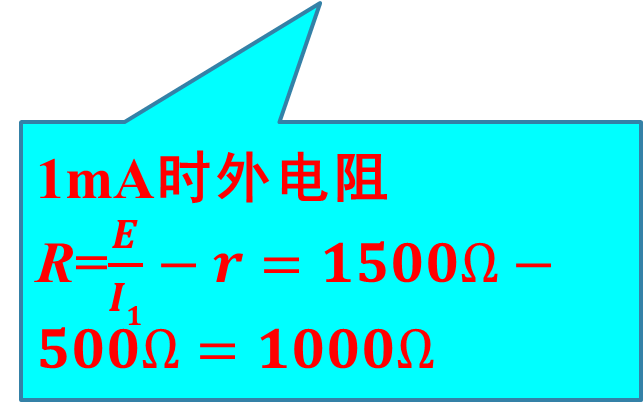 1mA时外电阻
R=E/I₁ − r = 1500Ω −
500Ω = 1000Ω